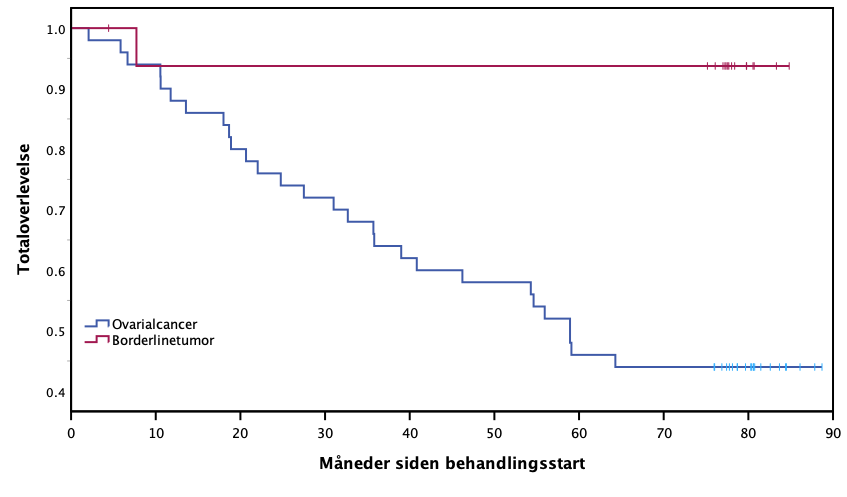 1.0
0.9
0.8
0.7
0.6
0.5
0.4
Totaloverlevelse
Ovarialcancer
Borderlinetumor
0 10 20 30 40 50 60 70 80 90
Måneder siden behandlingsstart